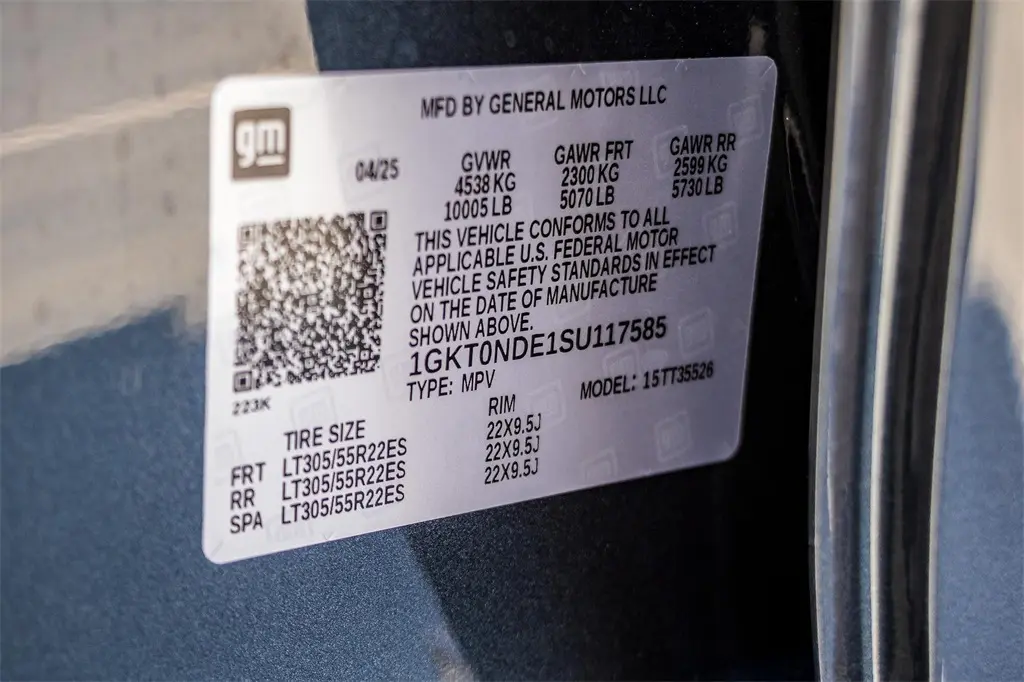 MFD BY GENERAL MOTORS LLC
gm
04/25
GVWR GAWR FRT GAWR RR
4538 KG 2300 KG 2599 KG
10005 LB 5070 LB 5730 LB
THIS VEHICLE CONFORMS TO ALL
APPLICABLE U.S. FEDERAL MOTOR
VEHICLE SAFETY STANDARDS IN EFFECT
ON THE DATE OF MANUFACTURE
SHOWN ABOVE.
1GKT0NDE1SU117585
TYPE: MPV MODEL: 15TT35526
223K
TIRE SIZE RIM
FRT LT305/55R22ES 22X9.5J
RR LT305/55R22ES 22X9.5J
SPA LT305/55R22ES 22X9.5J